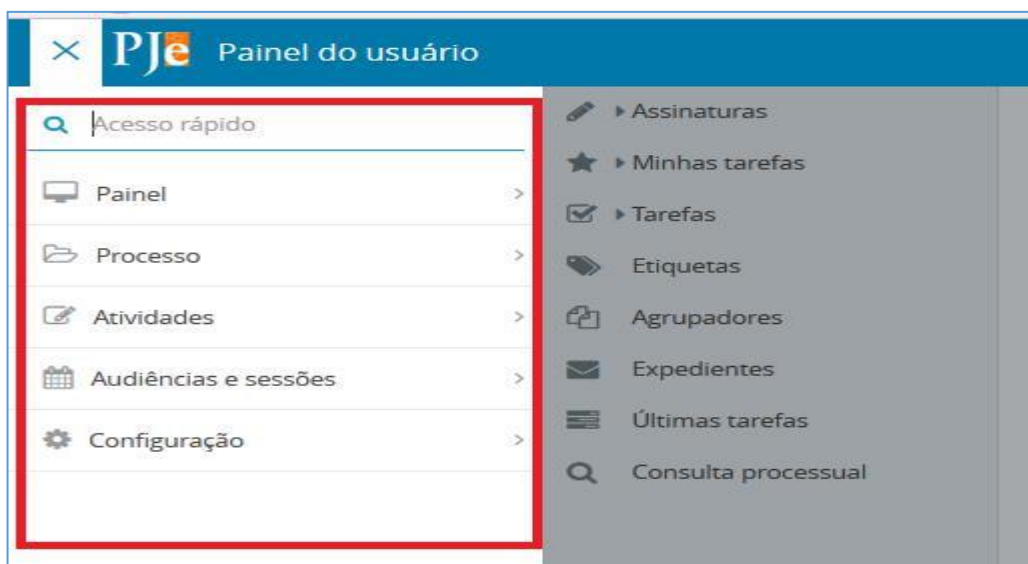 PJe Painel do usuário
Acesso rápido
Painel
Processo
Atividades
Audiências e sessões
Configuração
Assinaturas
Minhas tarefas
Tarefas
Etiquetas
Agrupadores
Expedientes
Últimas tarefas
Consulta processual